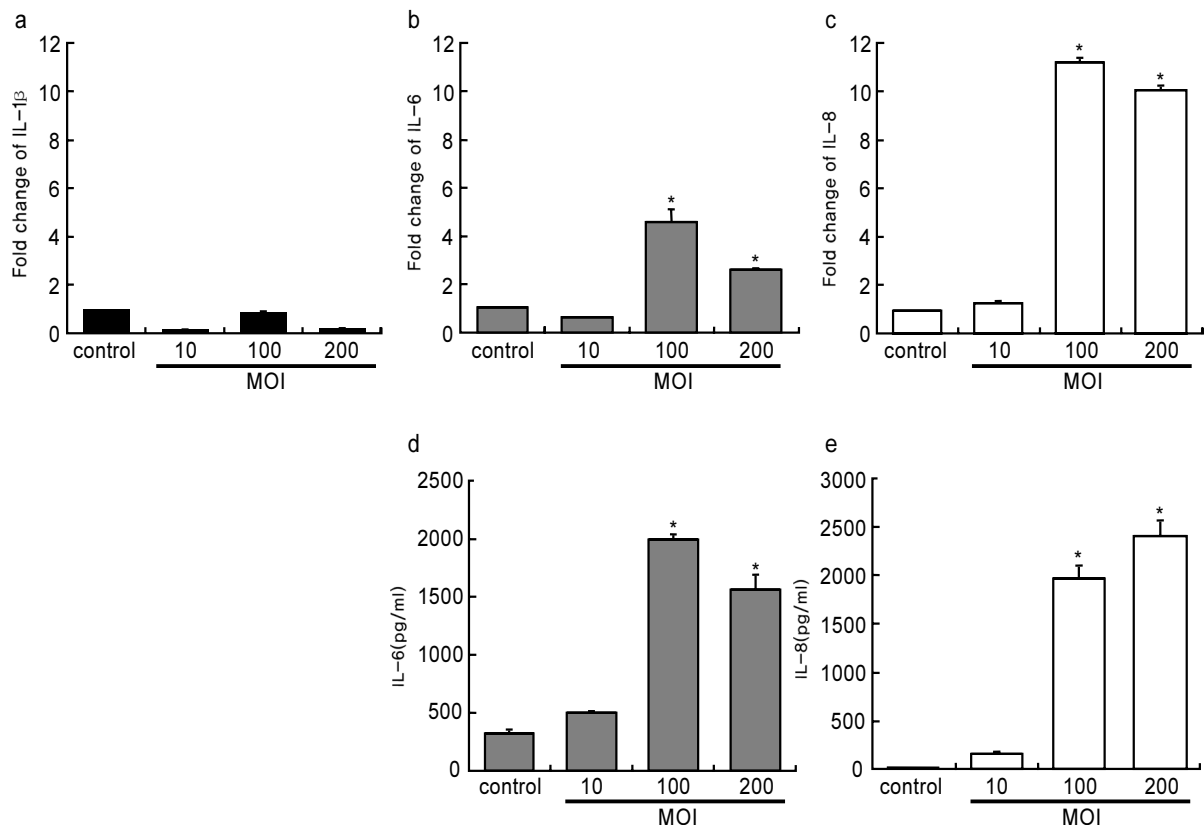 a
Fold change of IL-1β
12
10
8
6
4
2
0
control 10 100 200
MOI
b
Fold change of IL-6
12
10
8
6
4
2
0
* *
control 10 100 200
MOI
c
Fold change of IL-8
12
10
8
6
4
2
0
* *
control 10 100 200
MOI
d
IL-6(pg/ml)
2500
2000
1500
1000
500
0
* *
control 10 100 200
MOI
e
IL-8(pg/ml)
3000
2500
2000
1500
1000
500
0
* *
control 10 100 200
MOI